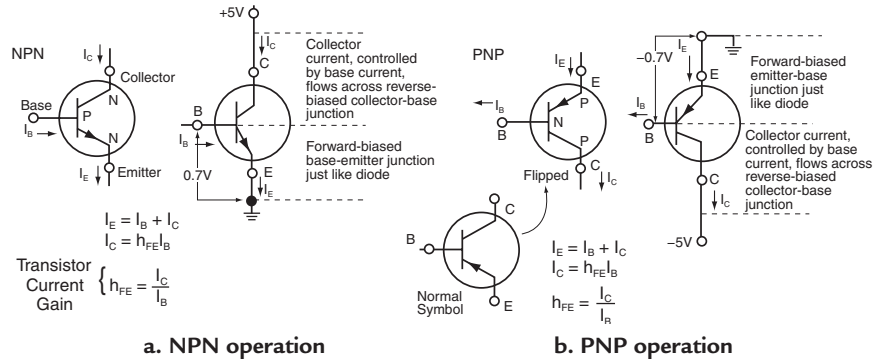 NPN
I_C
Collector
N
Base
P
I_B
N
I_E
Emitter
+5V
I_C
C
Collector
current, controlled
by base current,
flows across reverse-
biased collector-base
junction
B
I_B
0.7V
E
I_E
Forward-biased
base-emitter junction
just like diode
I_E = I_B + I_C
I_C = h_FE I_B
Transistor
Current
Gain
{ h_FE = I_C / I_B
a. NPN operation
PNP
I_E
E
P
I_B
N
B
P
C
I_C
Flipped
C
B
E
Normal
Symbol
I_E = I_B + I_C
I_C = h_FE I_B
h_FE = I_C / I_B
–0.7V
I_E
E
I_B
B
Forward-biased
emitter-base
junction just
like diode
Collector current,
controlled by base
current, flows across
reverse-biased
collector-base
junction
C
I_C
–5V
b. PNP operation